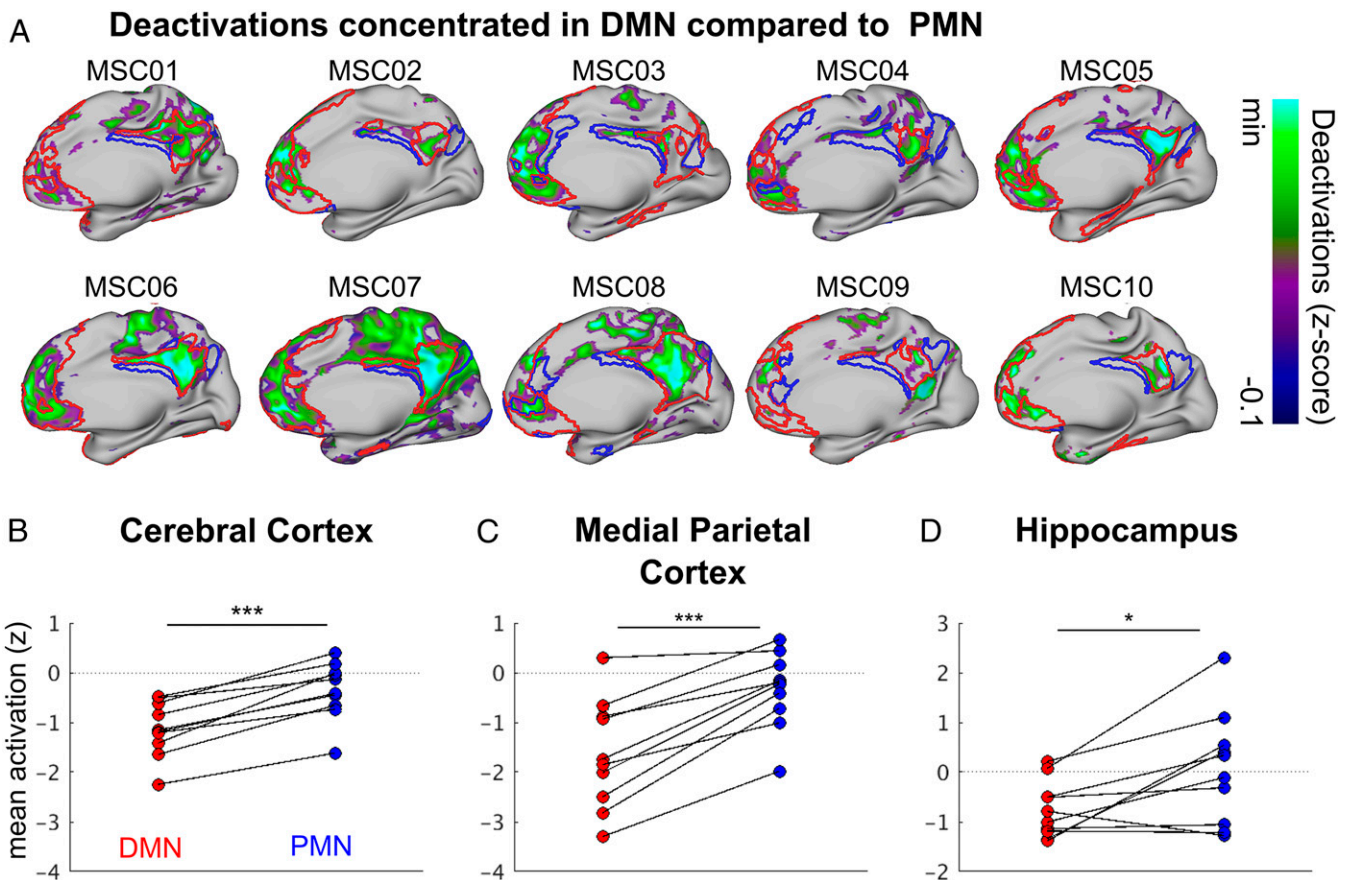 A Deactivations concentrated in DMN compared to PMN
MSC01 MSC02 MSC03 MSC04 MSC05
min
Deactivations (z-score)
-0.1
MSC06 MSC07 MSC08 MSC09 MSC10
B Cerebral Cortex
C Medial Parietal
Cortex
D Hippocampus
mean activation (z)
1
0
−1
−2
−3
−4
***
DMN PMN
1
0
−1
−2
−3
−4
***
3
2
1
0
−1
−2
*